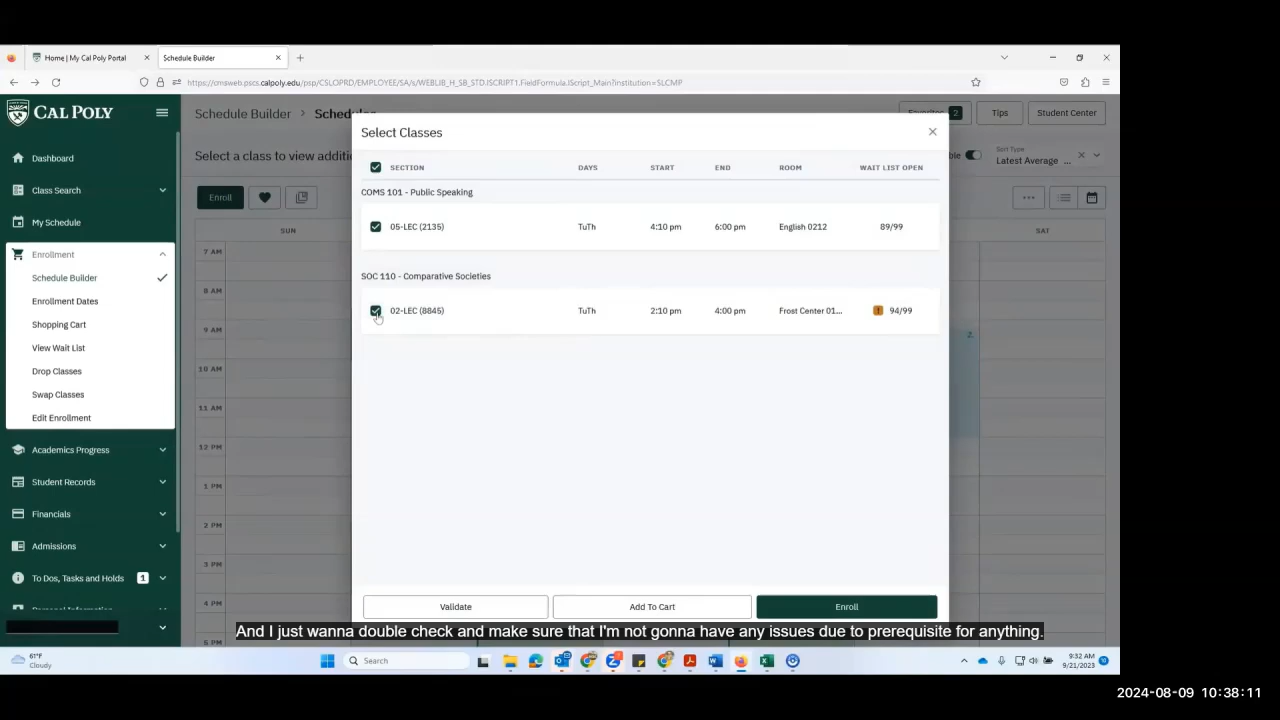 Home | My Cal Poly Portal
Schedule Builder
https://cmsweb.pscs.calpoly.edu/psp/CSLOPRD/EMPLOYEE/SA/s/WEBLIB_H_SB_STD.ISCRIPT1.FieldFormula.IScript_Main?institution=SLCMP
CAL POLY
Dashboard
Class Search
My Schedule
Enrollment
Schedule Builder
Enrollment Dates
Shopping Cart
View Wait List
Drop Classes
Swap Classes
Edit Enrollment
Academics Progress
Student Records
Financials
Admissions
To Dos, Tasks and Holds 1
Personal Information
Schedule Builder > Scheduler
Favorites 2
Tips
Student Center
Select a class to view additi
ble
Sort Type
Latest Average ...
Enroll
SUN
SAT
7 AM
8 AM
9 AM
10 AM
11 AM
12 PM
1 PM
2 PM
3 PM
4 PM
5 PM
2.
Select Classes
SECTION DAYS START END ROOM WAIT LIST OPEN
COMS 101 - Public Speaking
05-LEC (2135) TuTh 4:10 pm 6:00 pm English 0212 89/99
SOC 110 - Comparative Societies
02-LEC (8845) TuTh 2:10 pm 4:00 pm Frost Center 01... ! 94/99
Validate
Add To Cart
Enroll
And I just wanna double check and make sure that I'm not gonna have any issues due to prerequisite for anything.
61°F
Cloudy
Search
9:32 AM
9/21/2023
2024-08-09 10:38:11